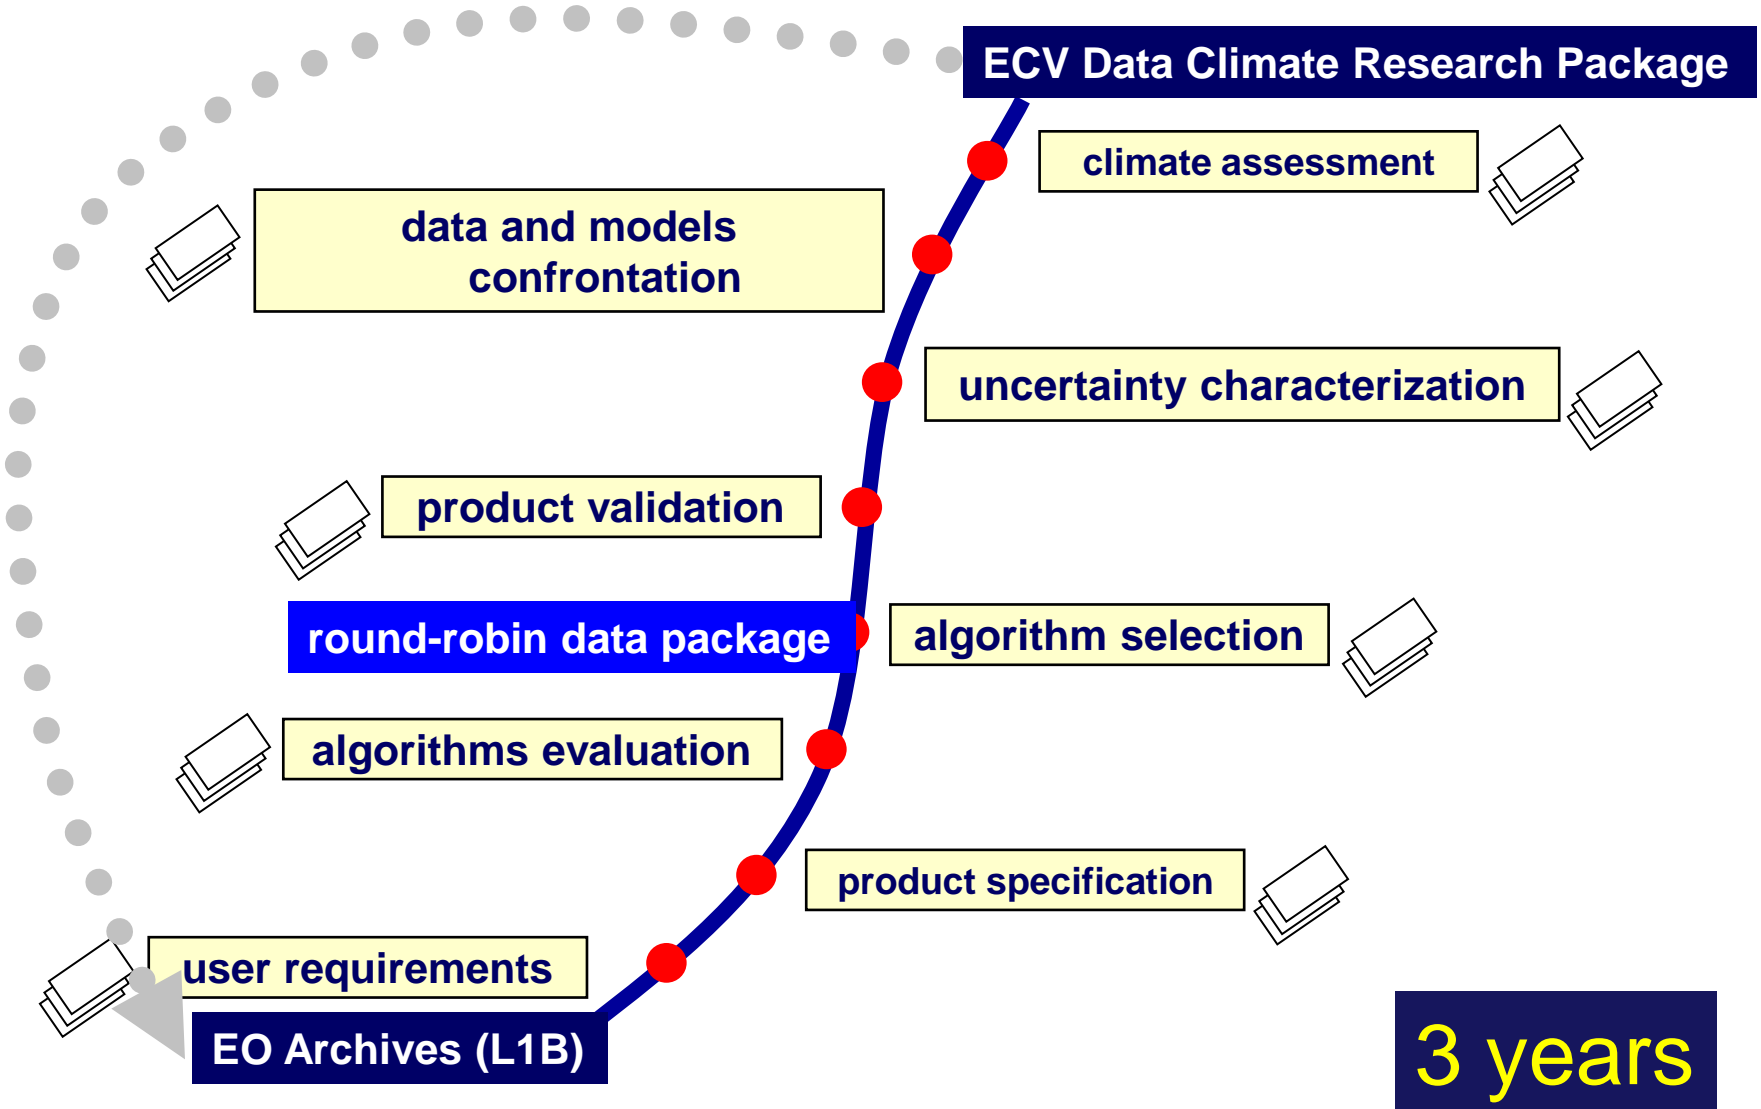 ECV Data Climate Research Package
climate assessment
data and models
confrontation
uncertainty characterization
product validation
round-robin data package
algorithm selection
algorithms evaluation
product specification
user requirements
EO Archives (L1B)
3 years